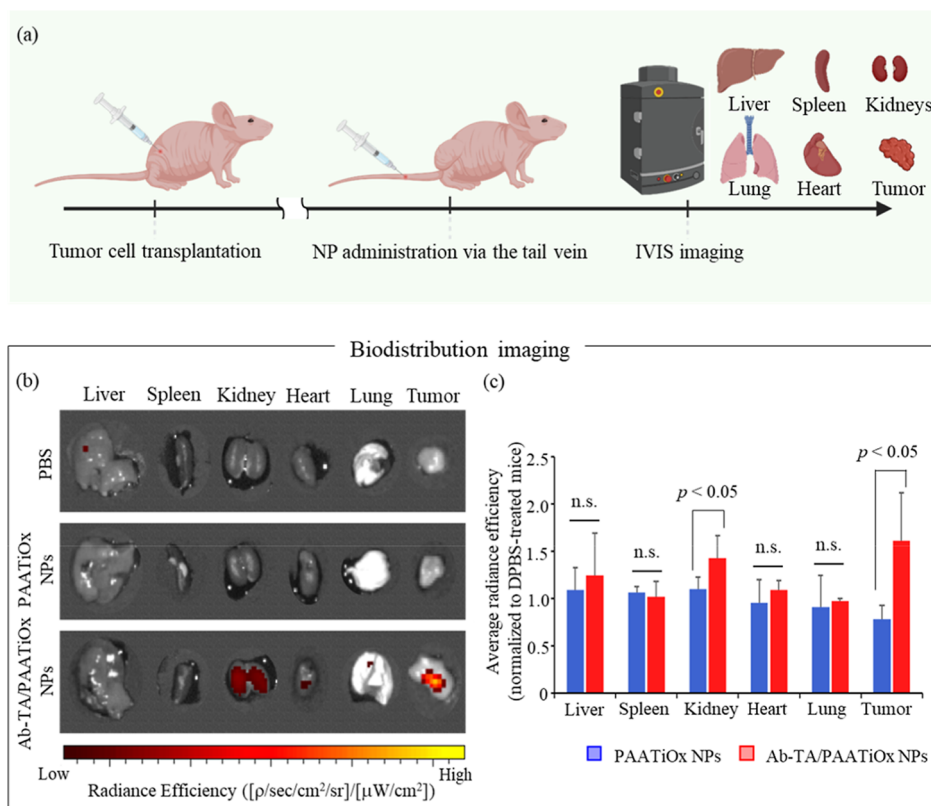 (a)
Liver Spleen Kidneys
Lung Heart Tumor
Tumor cell transplantation NP administration via the tail vein IVIS imaging
Biodistribution imaging
(b)
Liver Spleen Kidney Heart Lung Tumor
PBS
PAATiOx
NPs
Ab-TA/PAATiOx
NPs
Low High
Radiance Efficiency ([ρ/sec/cm²/sr]/[μW/cm²])
(c)
Average radiance efficiency
(normalized to DPBS-treated mice)
2.5
2.0
1.5
1.0
0.5
0
n.s.
n.s.
p < 0.05
n.s.
n.s.
p < 0.05
Liver Spleen Kidney Heart Lung Tumor
PAATiOx NPs Ab-TA/PAATiOx NPs